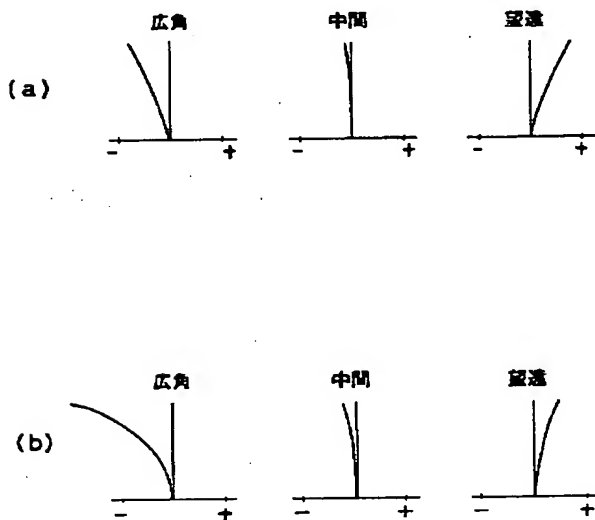 広角 中間 望遠
(a)
- + - + - +
広角 中間 望遠
(b)
- + - + - +